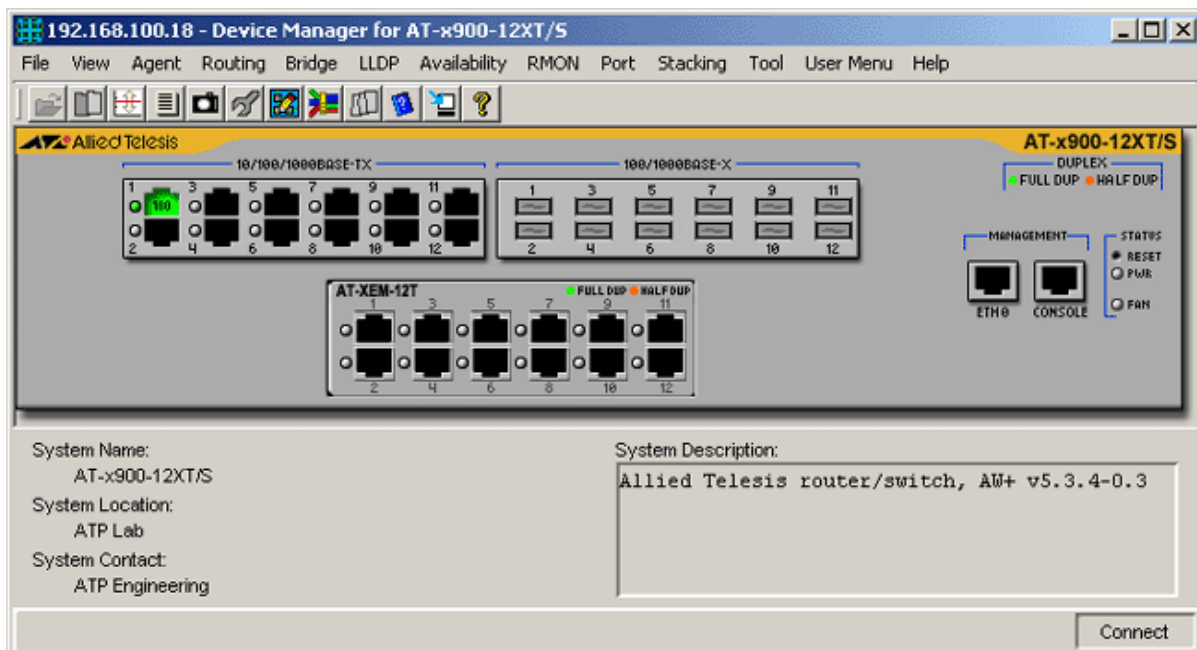 192.168.100.18 - Device Manager for AT-x900-12XT/S
File View Agent Routing Bridge LLDP Availability RMON Port Stacking Tool User Menu Help
Allied Telesis
AT-x900-12XT/S
10/100/1000BASE-TX
100/1000BASE-X
DUPLEX
FULL DUP HALF DUP
1 3 5 7 9 11
100
2 4 6 8 10 12
1 3 5 7 9 11
2 4 6 8 10 12
MANAGEMENT
ETH0 CONSOLE
STATUS
RESET
PWR
FAN
AT-XEM-12T
FULL DUP HALF DUP
1 3 5 7 9 11
2 4 6 8 10 12
System Name:
AT-x900-12XT/S
System Location:
ATP Lab
System Contact:
ATP Engineering
System Description:
Allied Telesis router/switch, AW+ v5.3.4-0.3
Connect